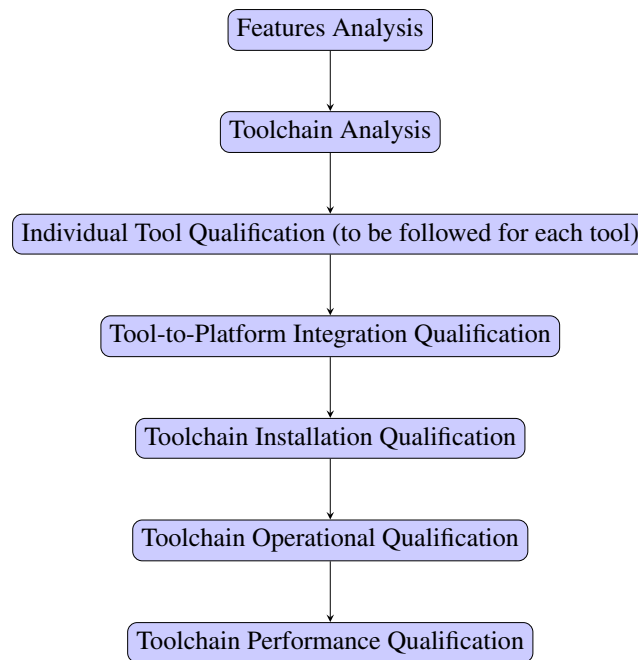 Features Analysis
Toolchain Analysis
Individual Tool Qualification (to be followed for each tool)
Tool-to-Platform Integration Qualification
Toolchain Installation Qualification
Toolchain Operational Qualification
Toolchain Performance Qualification